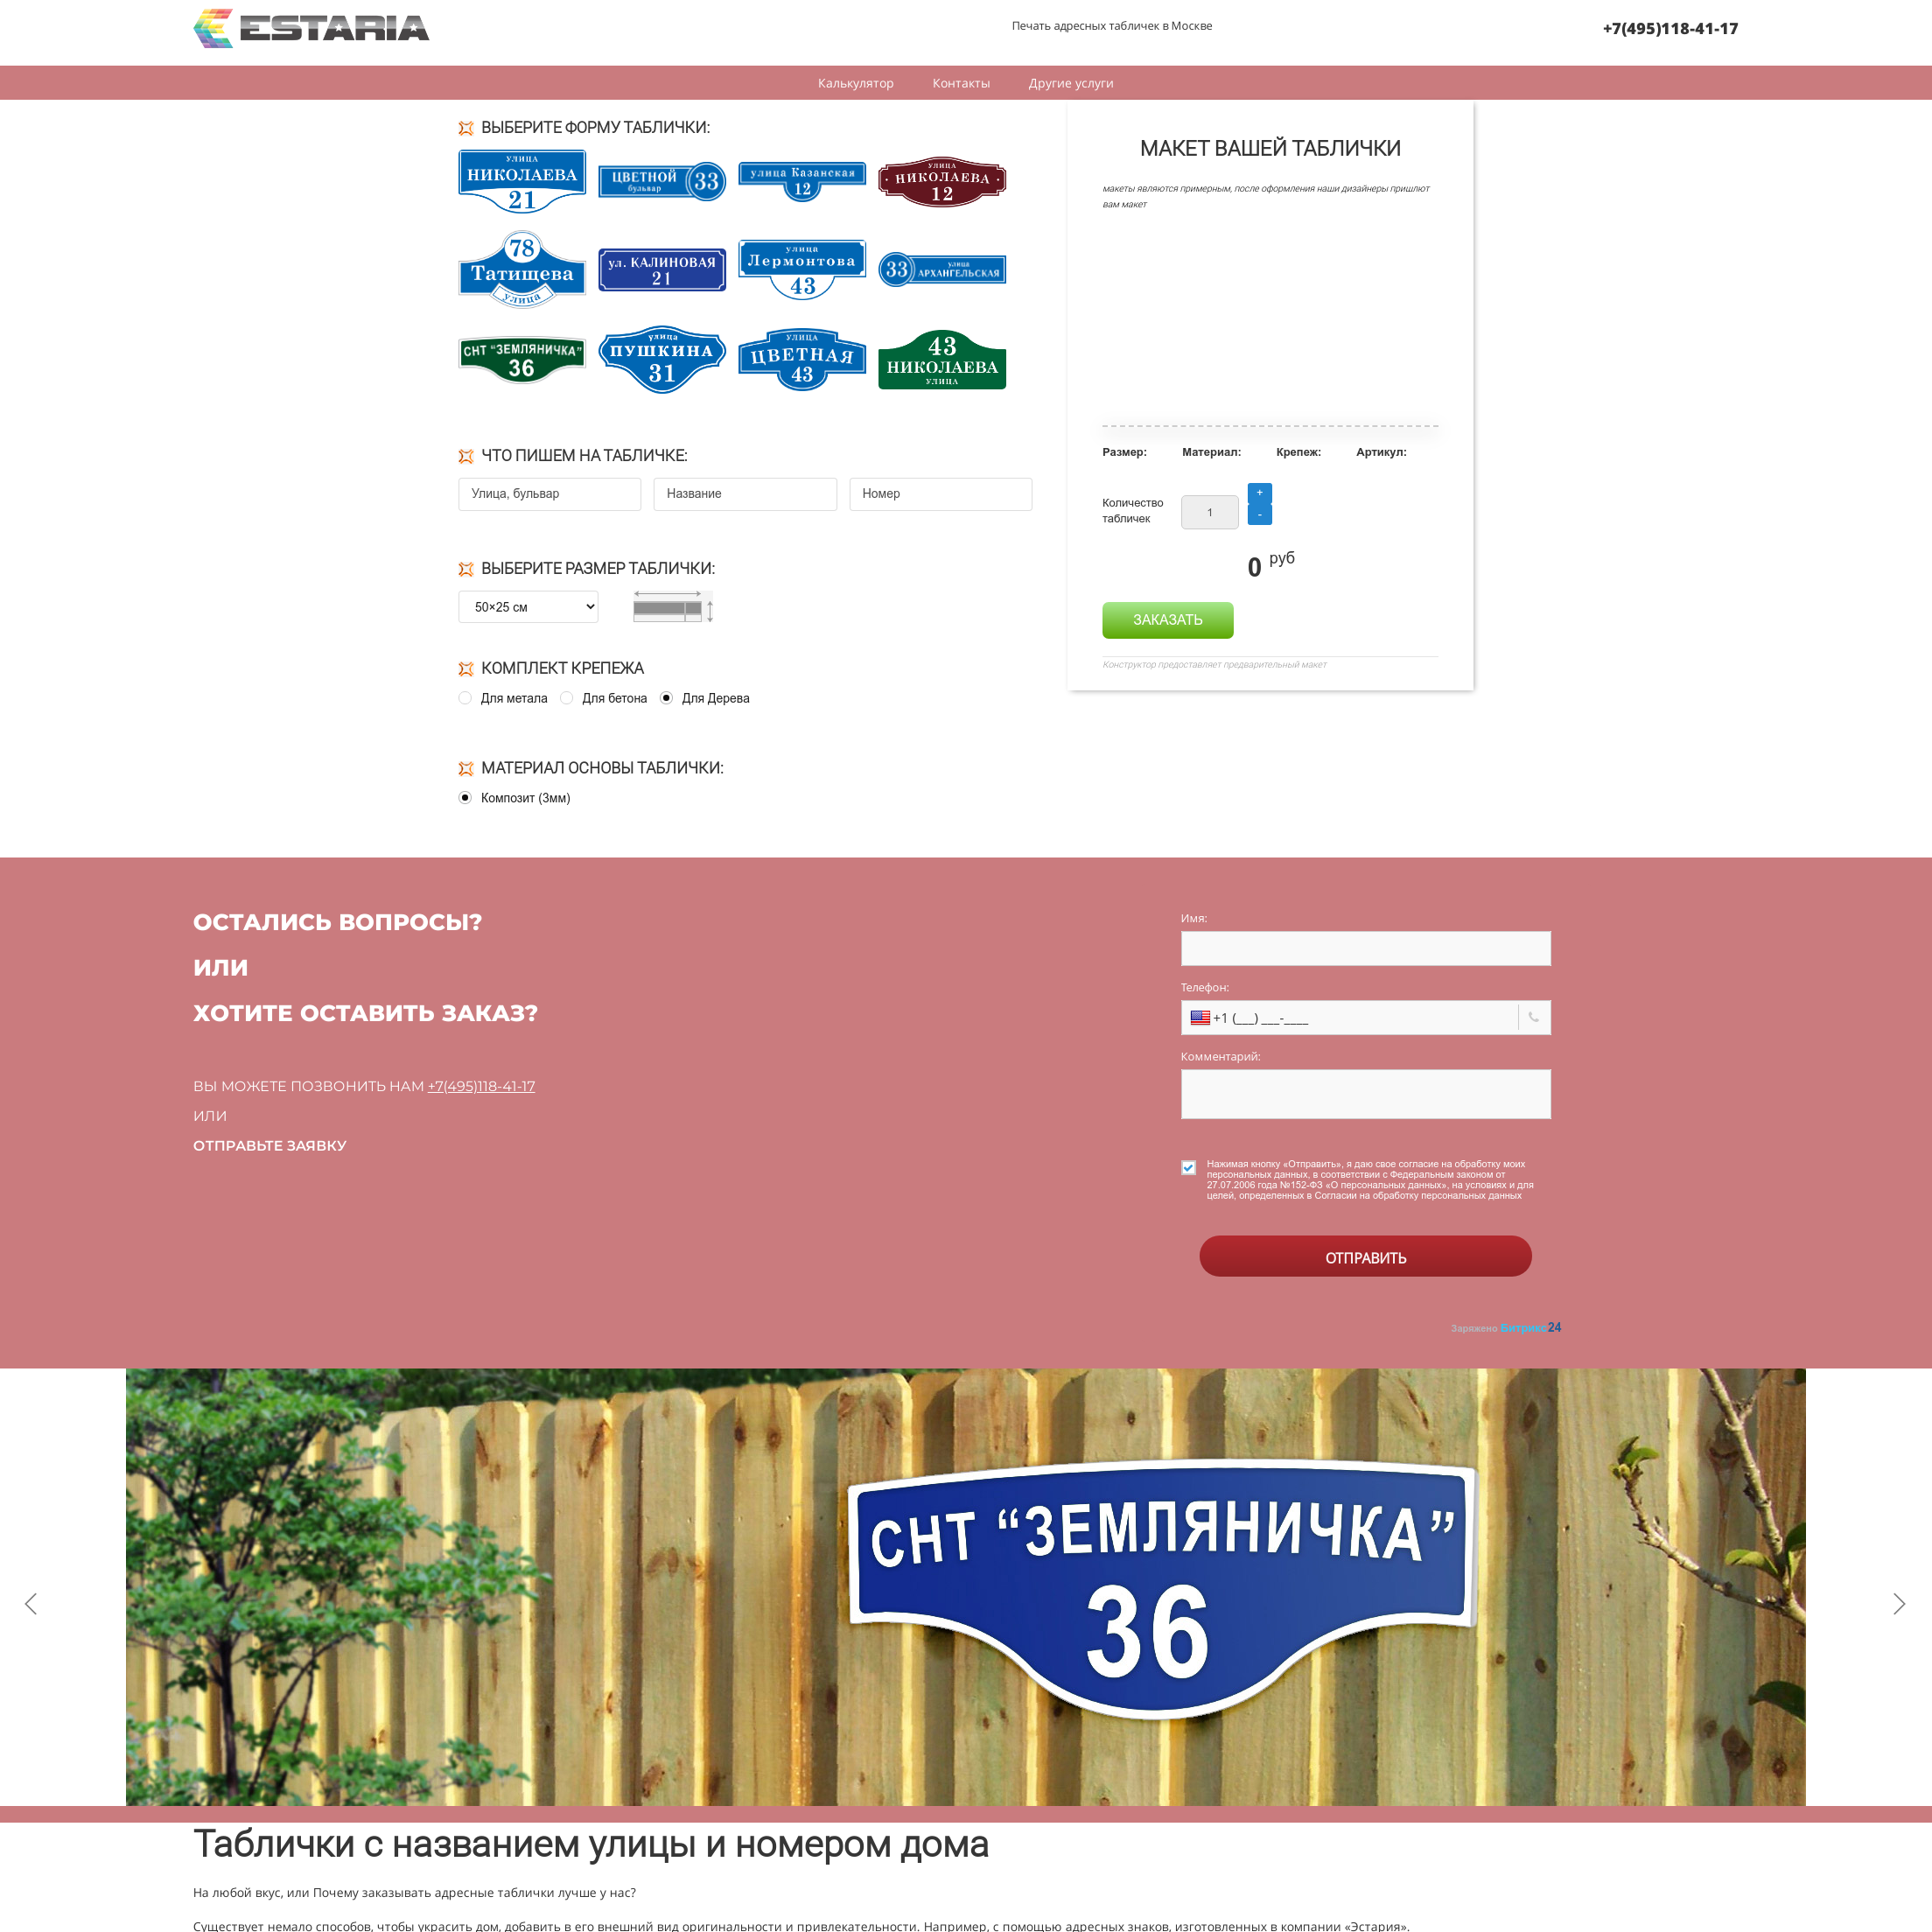 ESTARIA
Печать адресных табличек в Москве
+7(495)118-41-17
Калькулятор Контакты Другие услуги
ВЫБЕРИТЕ ФОРМУ ТАБЛИЧКИ:
УЛИЦА
НИКОЛАЕВА
21
ЦВЕТНОЙ
бульвар
33
улица Казанская
12
УЛИЦА
НИКОЛАЕВА
12
78
Татищева
улица
ул. КАЛИНОВАЯ
21
улица
Лермонтова
43
33
улица
АРХАНГЕЛЬСКАЯ
СНТ "ЗЕМЛЯНИЧКА"
36
улица
ПУШКИНА
31
УЛИЦА
ЦВЕТНАЯ
43
43
НИКОЛАЕВА
УЛИЦА
ЧТО ПИШЕМ НА ТАБЛИЧКЕ:
Улица, бульвар
Название
Номер
ВЫБЕРИТЕ РАЗМЕР ТАБЛИЧКИ:
50×25 см
КОМПЛЕКТ КРЕПЕЖА
Для метала Для бетона Для Дерева
МАТЕРИАЛ ОСНОВЫ ТАБЛИЧКИ:
Композит (3мм)
МАКЕТ ВАШЕЙ ТАБЛИЧКИ
макеты являются примерным, после оформления наши дизайнеры пришлют
вам макет
Размер: Материал: Крепеж: Артикул:
Количество
табличек
1
+
-
0 руб
ЗАКАЗАТЬ
Конструктор предоставляет предварительный макет
ОСТАЛИСЬ ВОПРОСЫ?
ИЛИ
ХОТИТЕ ОСТАВИТЬ ЗАКАЗ?
ВЫ МОЖЕТЕ ПОЗВОНИТЬ НАМ +7(495)118-41-17
ИЛИ
ОТПРАВЬТЕ ЗАЯВКУ
Имя:
Телефон:
+1 (___) ___-____
Комментарий:
Нажимая кнопку «Отправить», я даю свое согласие на обработку моих
персональных данных, в соответствии с Федеральным законом от
27.07.2006 года №152-ФЗ «О персональных данных», на условиях и для
целей, определенных в Согласии на обработку персональных данных
ОТПРАВИТЬ
Заряжено Битрикс24
СНТ "ЗЕМЛЯНИЧКА"
36
Таблички с названием улицы и номером дома
На любой вкус, или Почему заказывать адресные таблички лучше у нас?
Существует немало способов, чтобы украсить дом, добавить в его внешний вид оригинальности и привлекательности. Например, с помощью адресных знаков, изготовленных в компании «Эстария».